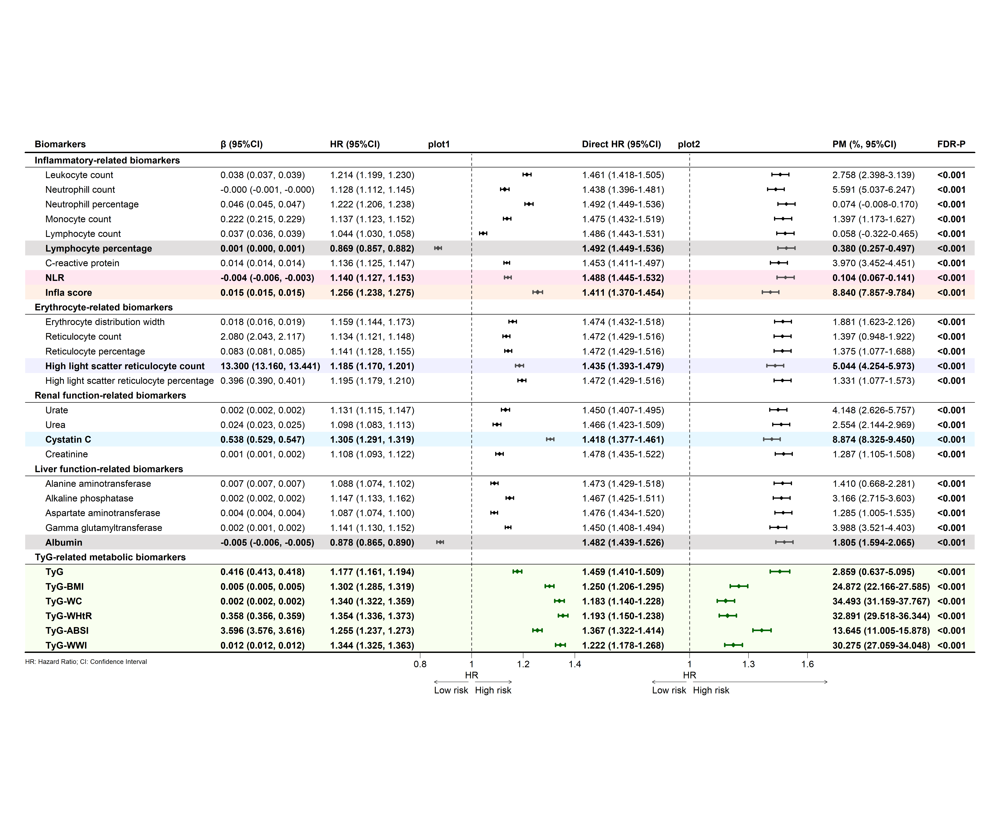 Biomarkers β (95%CI) HR (95%CI) plot1 Direct HR (95%CI) plot2 PM (%, 95%CI) FDR-P
Inflammatory-related biomarkers
Leukocyte count 0.038 (0.037, 0.039) 1.214 (1.199, 1.230) 1.461 (1.418-1.505) 2.758 (2.398-3.139) <0.001
Neutrophill count -0.000 (-0.001, -0.000) 1.128 (1.112, 1.145) 1.438 (1.396-1.481) 5.591 (5.037-6.247) <0.001
Neutrophill percentage 0.046 (0.045, 0.047) 1.222 (1.206, 1.238) 1.492 (1.449-1.536) 0.074 (-0.008-0.170) <0.001
Monocyte count 0.222 (0.215, 0.229) 1.137 (1.123, 1.152) 1.475 (1.432-1.519) 1.397 (1.173-1.627) <0.001
Lymphocyte count 0.037 (0.036, 0.039) 1.044 (1.030, 1.058) 1.486 (1.443-1.531) 0.058 (-0.322-0.465) <0.001
Lymphocyte percentage 0.001 (0.000, 0.001) 0.869 (0.857, 0.882) 1.492 (1.449-1.536) 0.380 (0.257-0.497) <0.001
C-reactive protein 0.014 (0.014, 0.014) 1.136 (1.125, 1.147) 1.453 (1.411-1.497) 3.970 (3.452-4.451) <0.001
NLR -0.004 (-0.006, -0.003) 1.140 (1.127, 1.153) 1.488 (1.445-1.532) 0.104 (0.067-0.141) <0.001
Infla score 0.015 (0.015, 0.015) 1.256 (1.238, 1.275) 1.411 (1.370-1.454) 8.840 (7.857-9.784) <0.001
Erythrocyte-related biomarkers
Erythrocyte distribution width 0.018 (0.016, 0.019) 1.159 (1.144, 1.173) 1.474 (1.432-1.518) 1.881 (1.623-2.126) <0.001
Reticulocyte count 2.080 (2.043, 2.117) 1.134 (1.121, 1.148) 1.472 (1.429-1.516) 1.397 (0.948-1.922) <0.001
Reticulocyte percentage 0.083 (0.081, 0.085) 1.141 (1.128, 1.155) 1.472 (1.429-1.516) 1.375 (1.077-1.688) <0.001
High light scatter reticulocyte count 13.300 (13.160, 13.441) 1.185 (1.170, 1.201) 1.435 (1.393-1.479) 5.044 (4.254-5.973) <0.001
High light scatter reticulocyte percentage 0.396 (0.390, 0.401) 1.195 (1.179, 1.210) 1.472 (1.429-1.516) 1.331 (1.077-1.573) <0.001
Renal function-related biomarkers
Urate 0.002 (0.002, 0.002) 1.131 (1.115, 1.147) 1.450 (1.407-1.495) 4.148 (2.626-5.757) <0.001
Urea 0.024 (0.023, 0.025) 1.098 (1.083, 1.113) 1.466 (1.423-1.509) 2.554 (2.144-2.969) <0.001
Cystatin C 0.538 (0.529, 0.547) 1.305 (1.291, 1.319) 1.418 (1.377-1.461) 8.874 (8.325-9.450) <0.001
Creatinine 0.001 (0.001, 0.002) 1.108 (1.093, 1.122) 1.478 (1.435-1.522) 1.287 (1.105-1.508) <0.001
Liver function-related biomarkers
Alanine aminotransferase 0.007 (0.007, 0.007) 1.088 (1.074, 1.102) 1.473 (1.429-1.518) 1.410 (0.668-2.281) <0.001
Alkaline phosphatase 0.002 (0.002, 0.002) 1.147 (1.133, 1.162) 1.467 (1.425-1.511) 3.166 (2.715-3.603) <0.001
Aspartate aminotransferase 0.004 (0.004, 0.004) 1.087 (1.074, 1.100) 1.476 (1.434-1.520) 1.285 (1.005-1.535) <0.001
Gamma glutamyltransferase 0.002 (0.001, 0.002) 1.141 (1.130, 1.152) 1.450 (1.408-1.494) 3.988 (3.521-4.403) <0.001
Albumin -0.005 (-0.006, -0.005) 0.878 (0.865, 0.890) 1.482 (1.439-1.526) 1.805 (1.594-2.065) <0.001
TyG-related metabolic biomarkers
TyG 0.416 (0.413, 0.418) 1.177 (1.161, 1.194) 1.459 (1.410-1.509) 2.859 (0.637-5.095) <0.001
TyG-BMI 0.005 (0.005, 0.005) 1.302 (1.285, 1.319) 1.250 (1.206-1.295) 24.872 (22.166-27.585) <0.001
TyG-WC 0.002 (0.002, 0.002) 1.340 (1.322, 1.359) 1.183 (1.140-1.228) 34.493 (31.159-37.767) <0.001
TyG-WHtR 0.358 (0.356, 0.359) 1.354 (1.336, 1.373) 1.193 (1.150-1.238) 32.891 (29.518-36.344) <0.001
TyG-ABSI 3.596 (3.576, 3.616) 1.255 (1.237, 1.273) 1.367 (1.322-1.414) 13.645 (11.005-15.878) <0.001
TyG-WWI 0.012 (0.012, 0.012) 1.344 (1.325, 1.363) 1.222 (1.178-1.268) 30.275 (27.059-34.048) <0.001
HR: Hazard Ratio; CI: Confidence Interval 0.8 1 1.2 1.4 1 1.3 1.6
HR HR
Low risk High risk Low risk High risk